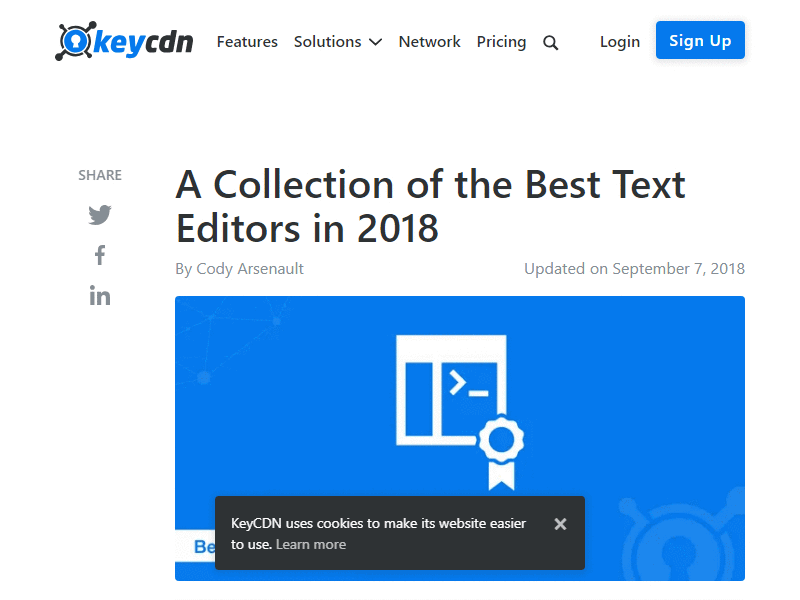 keycdn
Features Solutions Network Pricing
Login Sign Up
SHARE
A Collection of the Best Text
Editors in 2018
By Cody Arsenault
Updated on September 7, 2018
KeyCDN uses cookies to make its website easier
to use. Learn more